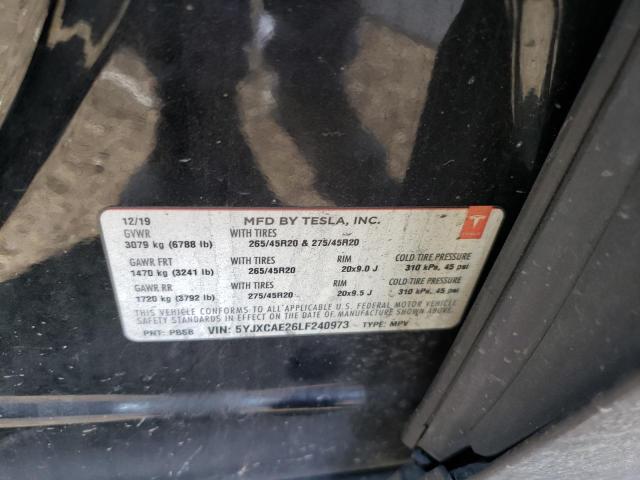 12/19 MFD BY TESLA, INC.
GVWR WITH TIRES
3079 kg (6788 lb) 265/45R20 & 275/45R20
GAWR FRT WITH TIRES RIM COLD TIRE PRESSURE
1470 kg (3241 lb) 265/45R20 20x9.0 J 310 kPa, 45 psi
GAWR RR WITH TIRES RIM COLD TIRE PRESSURE
1720 kg (3792 lb) 275/45R20 20x9.5 J 310 kPa, 45 psi
THIS VEHICLE CONFORMS TO ALL APPLICABLE U.S. FEDERAL MOTOR VEHICLE
SAFETY STANDARDS IN EFFECT ON THE DATE OF MANUFACTURE SHOWN ABOVE.
PNT: PBSB VIN: 5YJXCAE26LF240973 TYPE: MPV
TESLA